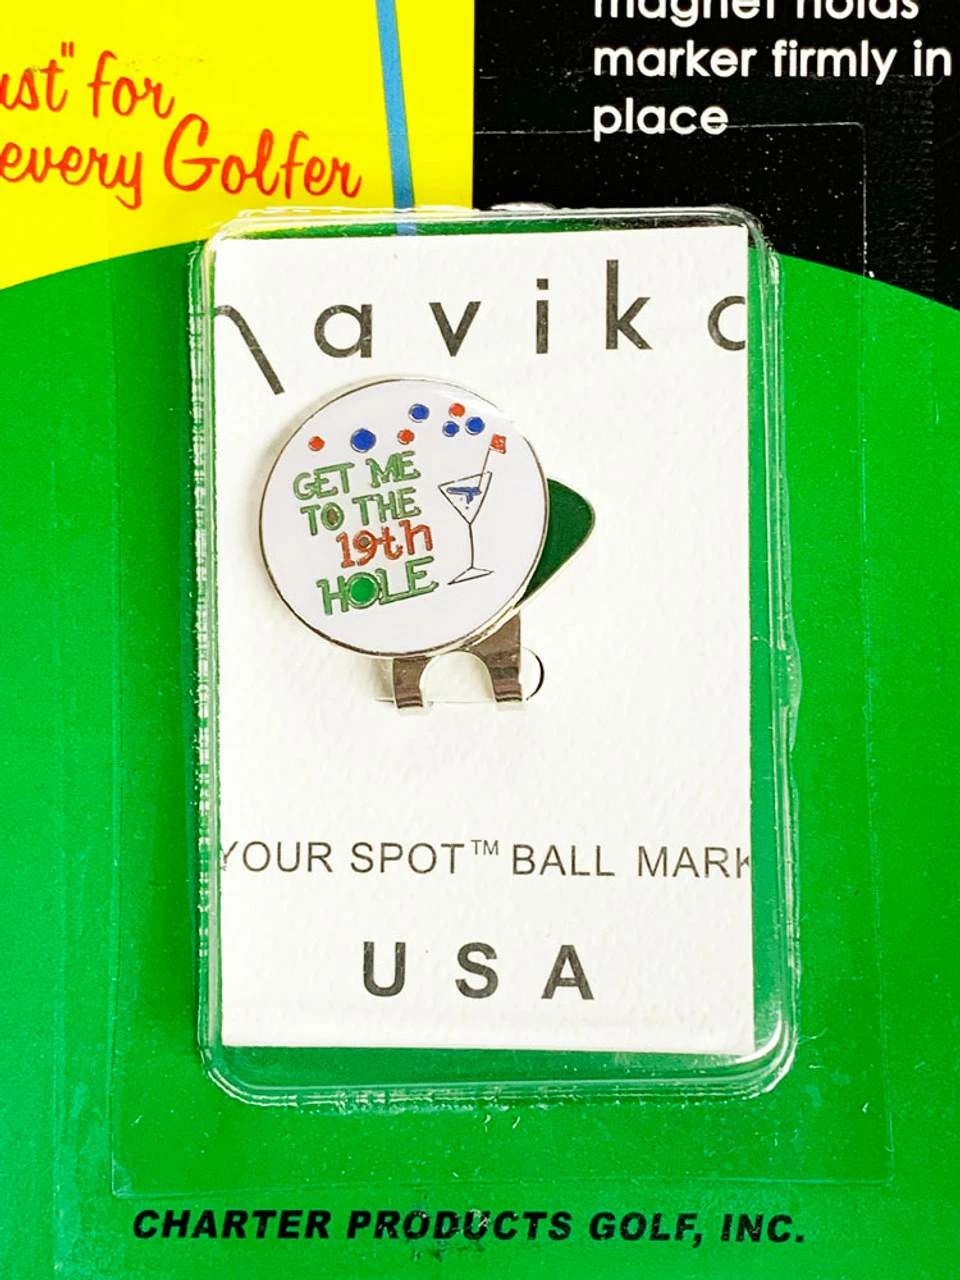 magnet holds
marker firmly in
place
ust" for
every Golfer
navika
GET ME
TO THE
19th
HOLE
YOUR SPOT™ BALL MARK
USA
CHARTER PRODUCTS GOLF, INC.